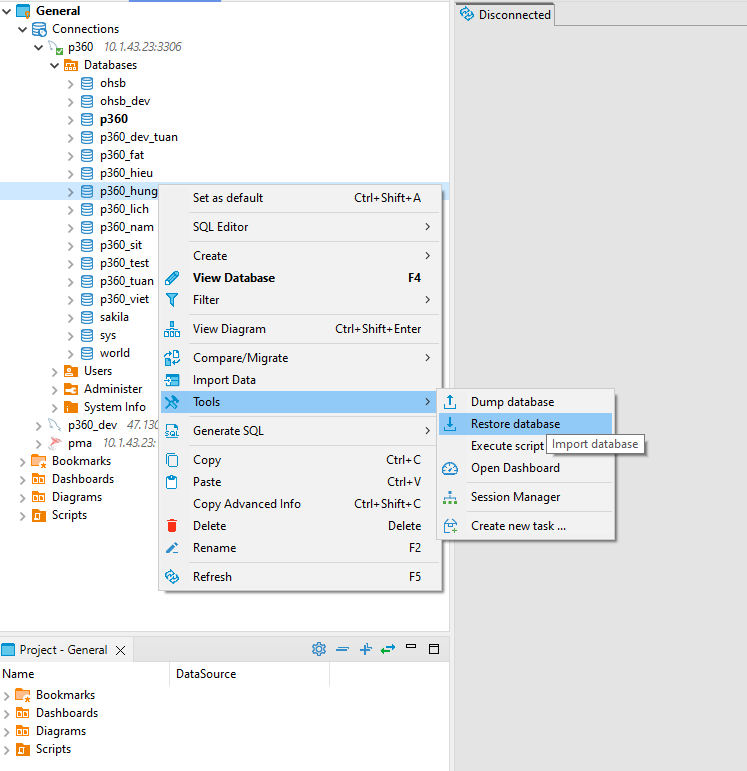 General
Connections
p360 10.1.43.23:3306
Databases
ohsb
ohsb_dev
p360
p360_dev_tuan
p360_fat
p360_hieu
p360_hung
p360_lich
p360_nam
p360_sit
p360_test
p360_tuan
p360_viet
sakila
sys
world
Users
Administer
System Info
p360_dev 47.130
pma 10.1.43.23:
Bookmarks
Dashboards
Diagrams
Scripts
Disconnected
Set as default Ctrl+Shift+A
SQL Editor
Create
View Database F4
Filter
View Diagram Ctrl+Shift+Enter
Compare/Migrate
Import Data
Tools
Generate SQL
Copy Ctrl+C
Paste Ctrl+V
Copy Advanced Info Ctrl+Shift+C
Delete Delete
Rename F2
Refresh F5
Dump database
Restore database
Execute script
Import database
Open Dashboard
Session Manager
Create new task ...
Project - General
Name DataSource
Bookmarks
Dashboards
Diagrams
Scripts